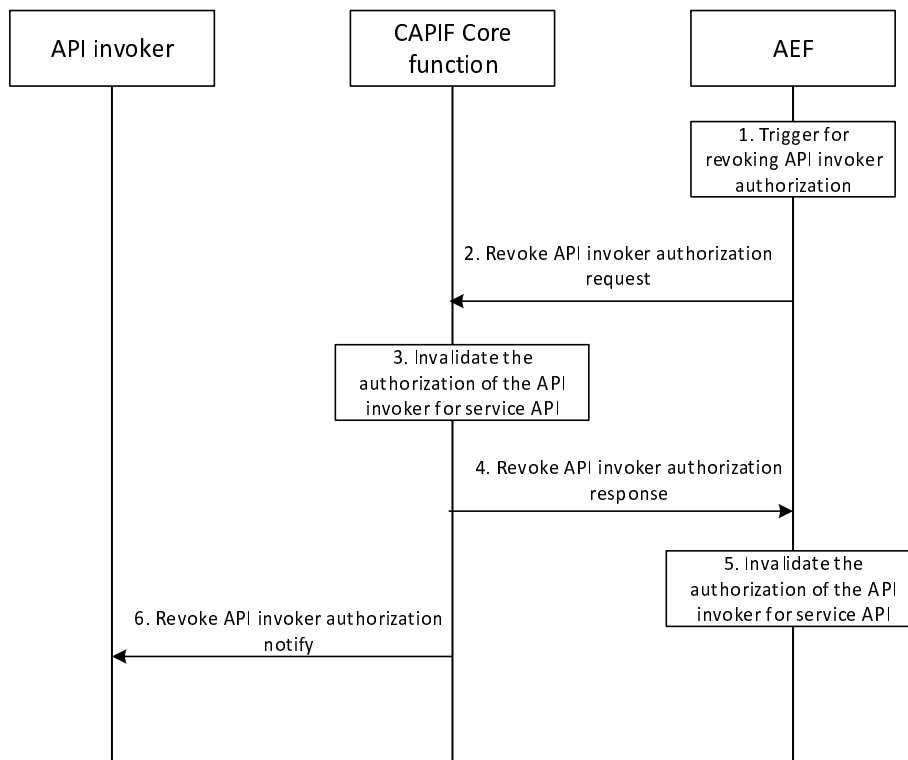 API invoker
CAPIF Core
function
AEF
1. Trigger for
revoking API invoker
authorization
2. Revoke API invoker authorization
request
3. Invalidate the
authorization of the API
invoker for service API
4. Revoke API invoker authorization
response
5. Invalidate the
authorization of the API
invoker for service API
6. Revoke API invoker authorization
notify